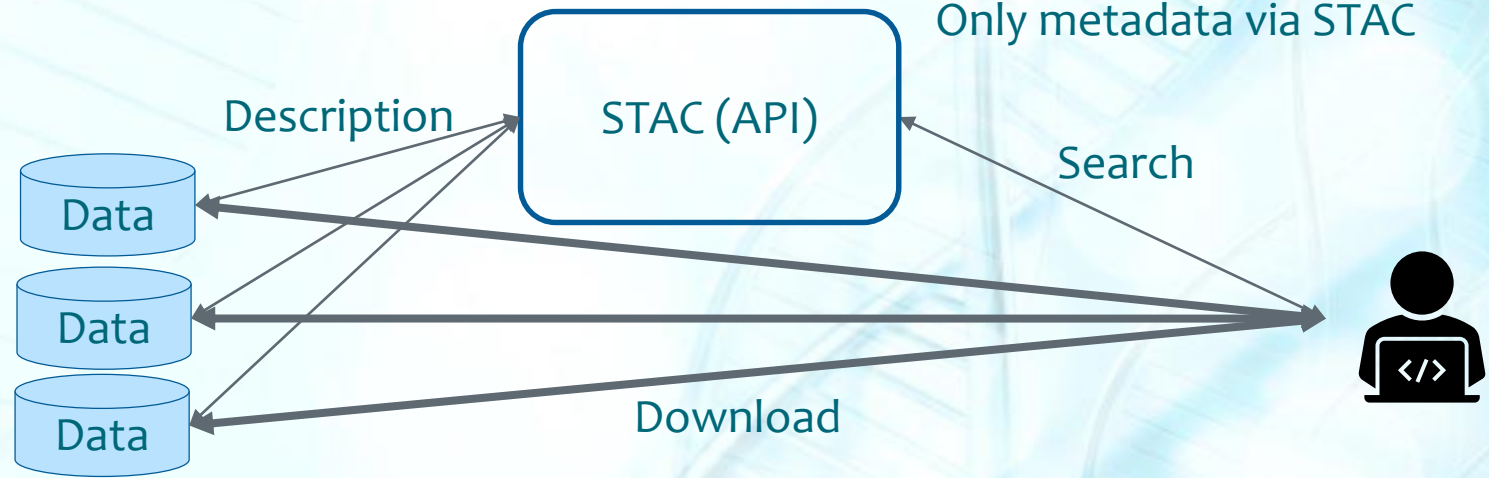 Only metadata via STAC
Description
STAC (API)
Search
Data
Data
Data
Download
</>